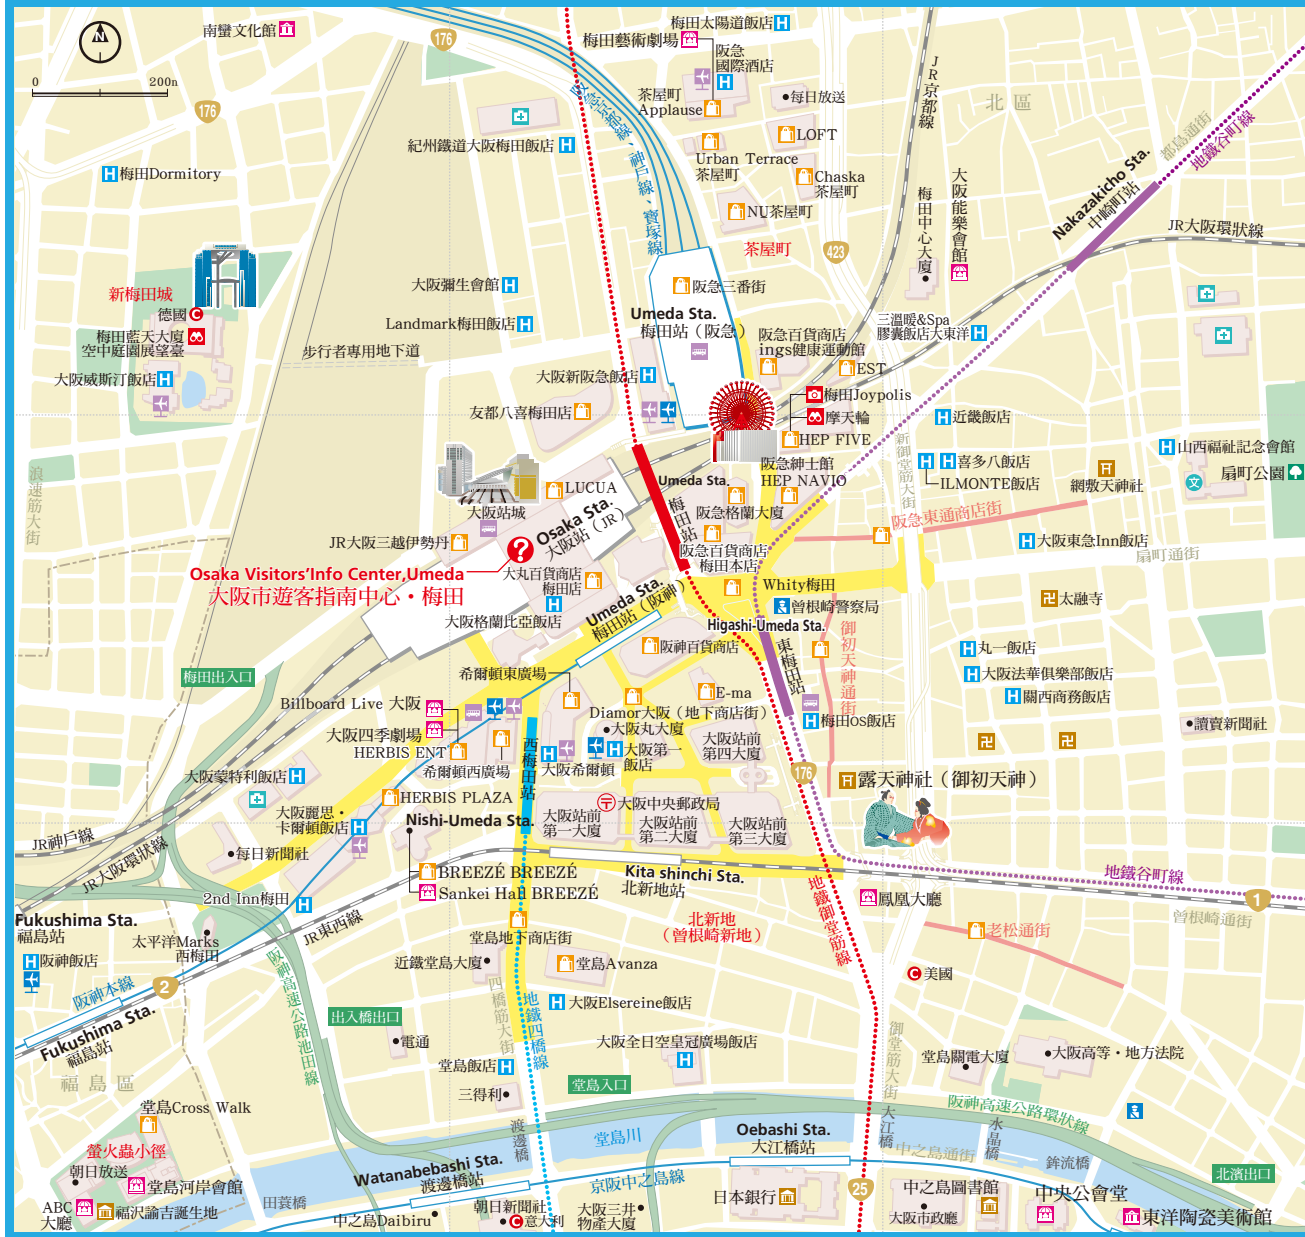 南蠻文化館
0
200n
N
176
176
梅田太陽道飯店
梅田藝術劇場
阪急
國際酒店
茶屋町
Applause
每日放送
LOFT
Urban Terrace
茶屋町
Chaska
茶屋町
NU茶屋町
茶屋町
北 區
JR京都線
都島通街
地鐵谷町線
Nakazakicho Sta.
中崎町站
JR大阪環狀線
大阪能樂會館
梅田中心大廈
423
阪急京都線、神戶線、寶塚線
紀州鐵道大阪梅田飯店
梅田Dormitory
大阪彌生會館
Landmark梅田飯店
步行者專用地下道
新梅田城
德國
梅田藍天大廈
空中庭園展望臺
大阪威斯汀飯店
阪急三番街
Umeda Sta.
梅田站（阪急）
阪急百貨商店
ings健康運動館
EST
三溫暖&Spa
膠囊飯店大東洋
大阪新阪急飯店
友都八喜梅田店
梅田Joypolis
摩天輪
HEP FIVE
近畿飯店
新御堂筋大街
喜多八飯店
ILMONTE飯店
網敷天神社
山西福祉記念會館
文
扇町公園
浪速筋大街
大阪站城
LUCUA
Osaka Sta.
大阪站（JR）
Umeda Sta.
梅田站
阪急紳士館
HEP NAVIO
阪急格蘭大廈
阪急百貨商店
梅田本店
阪急東通商店街
大阪東急Inn飯店
扇町通街
JR大阪三越伊勢丹
Osaka Visitors'Info Center,Umeda
大阪市遊客指南中心・梅田
大丸百貨商店
梅田店
大阪格蘭比亞飯店
Umeda Sta.
梅田站（阪神）
Whity梅田
曾根崎警察局
Higashi-Umeda Sta.
東梅田站
御初天神通街
太融寺
丸一飯店
大阪法華俱樂部飯店
關西商務飯店
讀賣新聞社
梅田出入口
希爾頓東廣場
阪神百貨商店
Billboard Live 大阪
大阪四季劇場
HERBIS ENT
希爾頓西廣場
西梅田站
E-ma
Diamor大阪（地下商店街）
大阪丸大廈
大阪第一
飯店
大阪希爾頓
大阪站前
第四大廈
梅田OS飯店
176
露天神社（御初天神）
大阪蒙特利飯店
大阪麗思・
卡爾頓飯店
HERBIS PLAZA
Nishi-Umeda Sta.
大阪中央郵政局
大阪站前
第一大廈
大阪站前
第二大廈
大阪站前
第三大廈
JR神戶線
JR大阪環狀線
每日新聞社
2nd Inn梅田
BREEZÉ BREEZÉ
Sankei Hall BREEZÉ
Kita shinchi Sta.
北新地站
地鐵御堂筋線
地鐵谷町線
1
曾根崎通街
鳳凰大廳
老松通街
北新地
（曾根崎新地）
Fukushima Sta.
福島站
阪神飯店
太平洋Marks
西梅田
JR東西線
堂島地下商店街
近鐵堂島大廈
堂島Avanza
四橋筋大街
地鐵四橋線
大阪Elsereine飯店
美國
阪神本線
2
Fukushima Sta.
福島站
福 島 區
阪神高速公路池田線
出入橋出口
電通
堂島飯店
三得利
大阪全日空皇冠廣場飯店
堂島入口
御堂筋大街
堂島關電大廈
大阪高等・地方法院
阪神高速公路環狀線
堂島Cross Walk
螢火蟲小徑
朝日放送
堂島河岸會館
ABC
大廳
福沢諭吉誕生地
田蓑橋
Watanabebashi Sta.
渡邊橋站
渡邊橋
堂島川
Oebashi Sta.
大江橋站
大江橋
中之島通街
水晶橋
鉾流橋
北濱出口
京阪中之島線
中之島Daibiru
朝日新聞社
意大利
大阪三井
物產大廈
日本銀行
25
中之島圖書館
大阪市政廳
中央公會堂
東洋陶瓷美術館